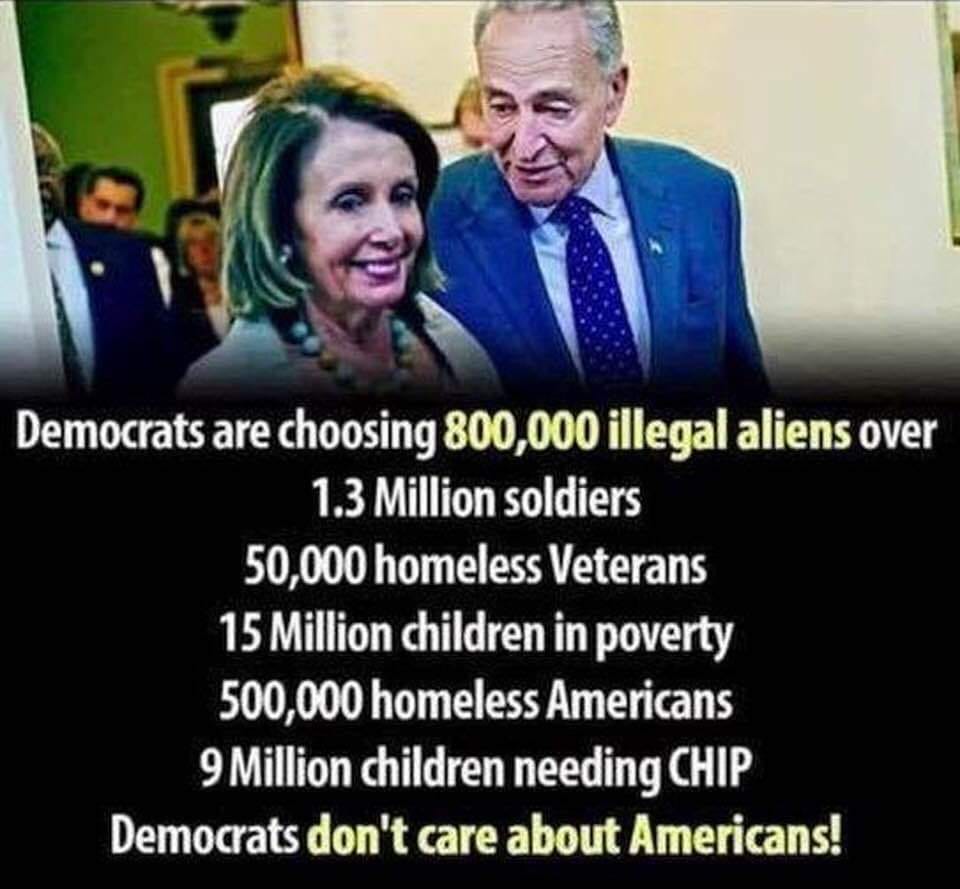 Democrats are choosing 800,000 illegal aliens over
1.3 Million soldiers
50,000 homeless Veterans
15 Million children in poverty
500,000 homeless Americans
9 Million children needing CHIP
Democrats don't care about Americans!